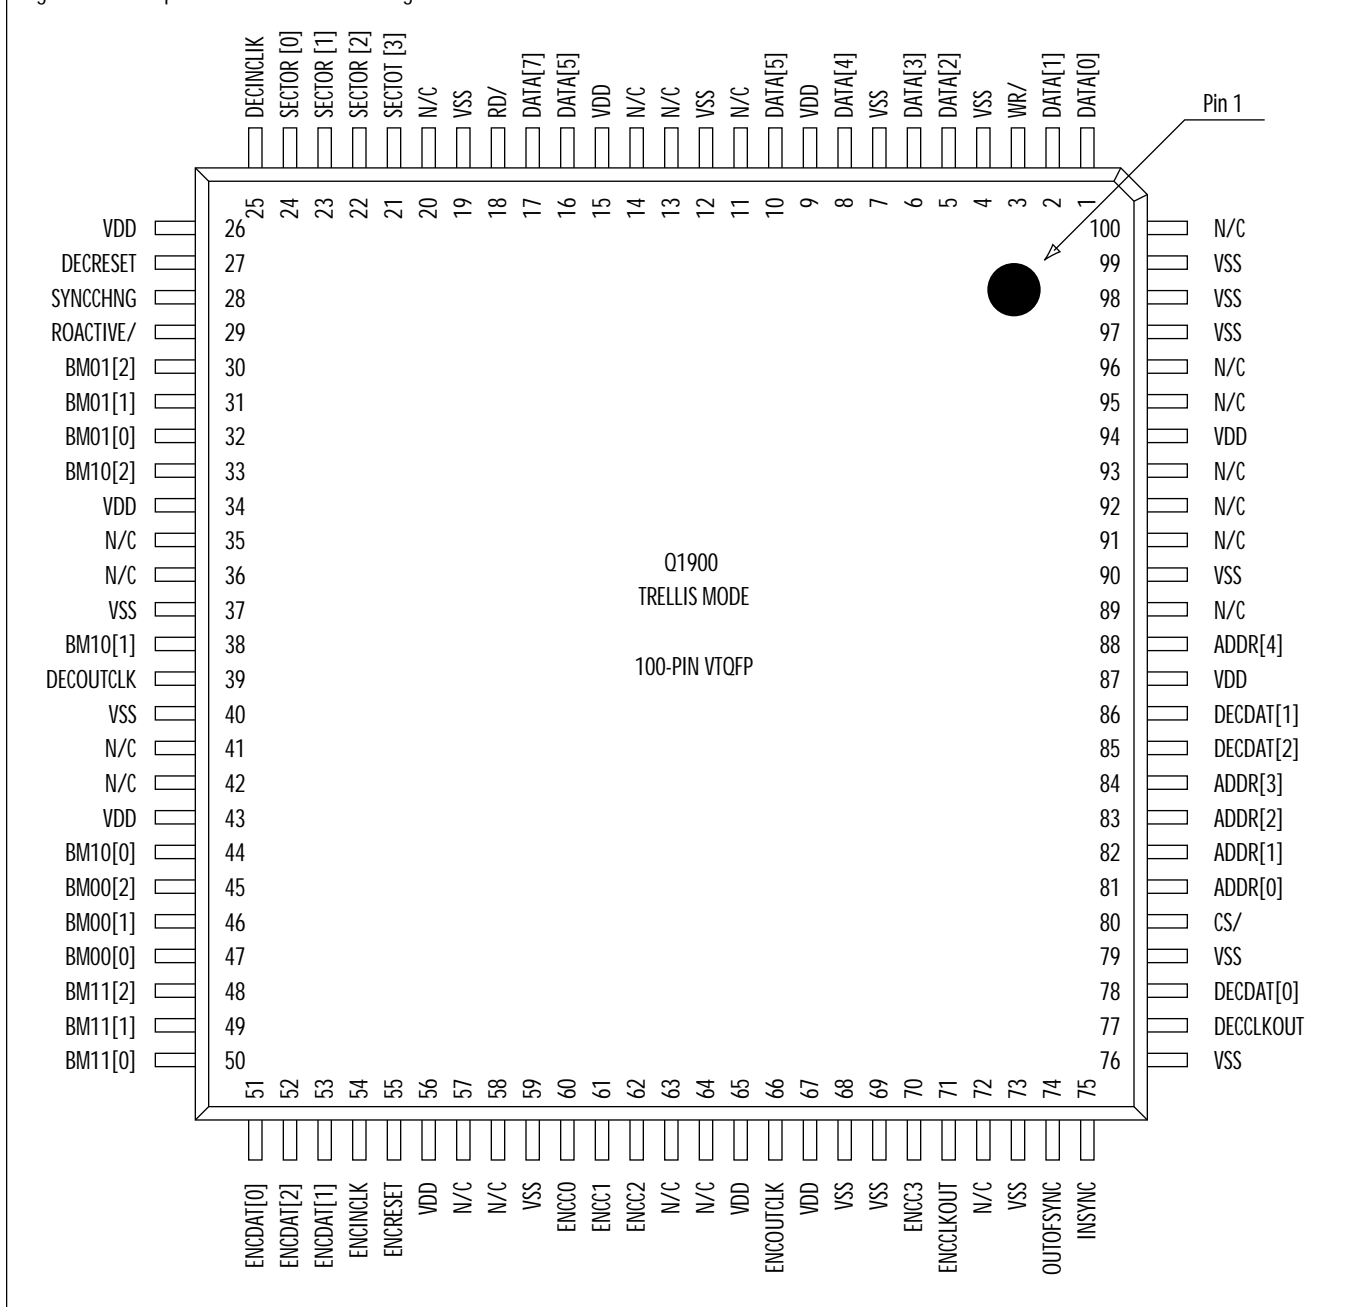 DECINCLIK
SECTOR [0]
SECTOR [1]
SECTOR [2]
SECTOT [3]
N/C
VSS
RD/
DATA[7]
DATA[5]
VDD
N/C
N/C
VSS
N/C
DATA[5]
VDD
DATA[4]
VSS
DATA[3]
DATA[2]
VSS
WR/
DATA[1]
DATA[0]
Pin 1
25 24 23 22 21 20 19 18 17 16 15 14 13 12 11 10 9 8 7 6 5 4 3 2 1
VDD 26
DECRESET 27
SYNCCHNG 28
ROACTIVE/ 29
BM01[2] 30
BM01[1] 31
BM01[0] 32
BM10[2] 33
VDD 34
N/C 35
N/C 36
VSS 37
BM10[1] 38
DECOUTCLK 39
VSS 40
N/C 41
N/C 42
VDD 43
BM10[0] 44
BM00[2] 45
BM00[1] 46
BM00[0] 47
BM11[2] 48
BM11[1] 49
BM11[0] 50
Q1900
TRELLIS MODE
100-PIN VTQFP
100 N/C
99 VSS
98 VSS
97 VSS
96 N/C
95 N/C
94 VDD
93 N/C
92 N/C
91 N/C
90 VSS
89 N/C
88 ADDR[4]
87 VDD
86 DECDAT[1]
85 DECDAT[2]
84 ADDR[3]
83 ADDR[2]
82 ADDR[1]
81 ADDR[0]
80 CS/
79 VSS
78 DECDAT[0]
77 DECCLKOUT
76 VSS
51 52 53 54 55 56 57 58 59 60 61 62 63 64 65 66 67 68 69 70 71 72 73 74 75
ENCDAT[0]
ENCDAT[2]
ENCDAT[1]
ENCINCLK
ENCRESET
VDD
N/C
N/C
VSS
ENCC0
ENCC1
ENCC2
N/C
N/C
VDD
ENCOUTCLK
VDD
VSS
VSS
ENCC3
ENCCLKOUT
N/C
VSS
OUTOFSYNC
INSYNC